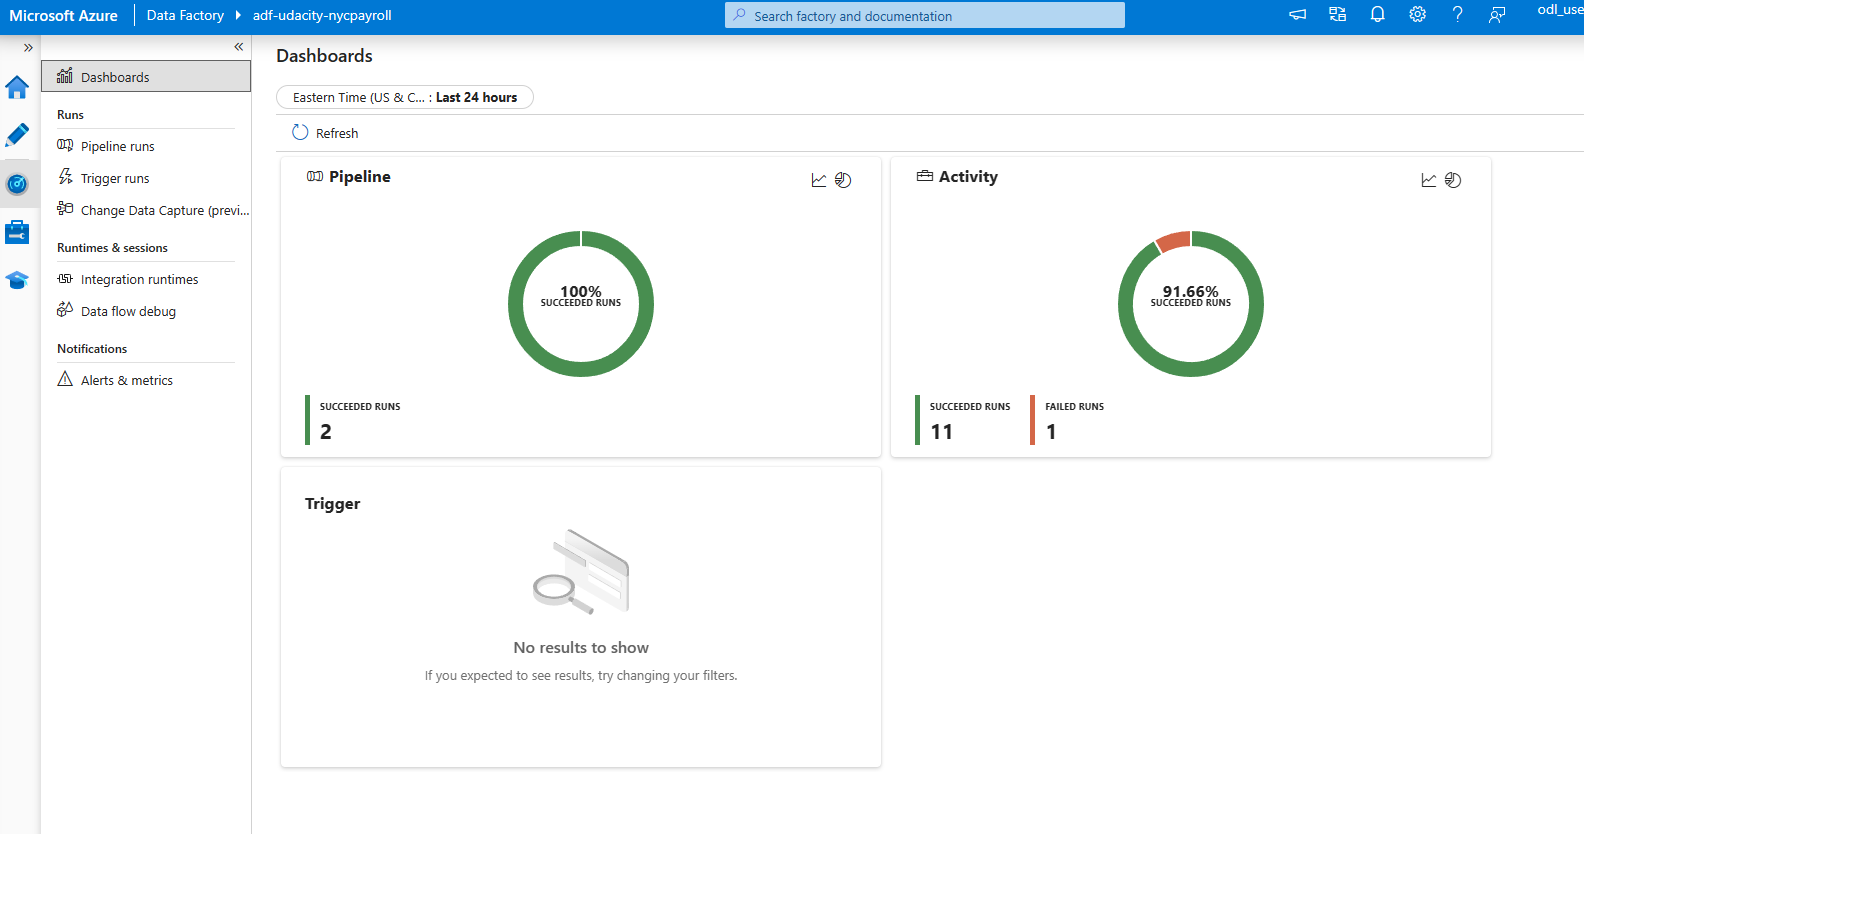 Microsoft Azure
Data Factory
adf-udacity-nycpayroll
Search factory and documentation
odl_use
Dashboards
Runs
Pipeline runs
Trigger runs
Change Data Capture (previ...
Runtimes & sessions
Integration runtimes
Data flow debug
Notifications
Alerts & metrics
Dashboards
Eastern Time (US & C... : Last 24 hours
Refresh
Pipeline
100%
SUCCEEDED RUNS
SUCCEEDED RUNS
2
Activity
91.66%
SUCCEEDED RUNS
SUCCEEDED RUNS
11
FAILED RUNS
1
Trigger
No results to show
If you expected to see results, try changing your filters.